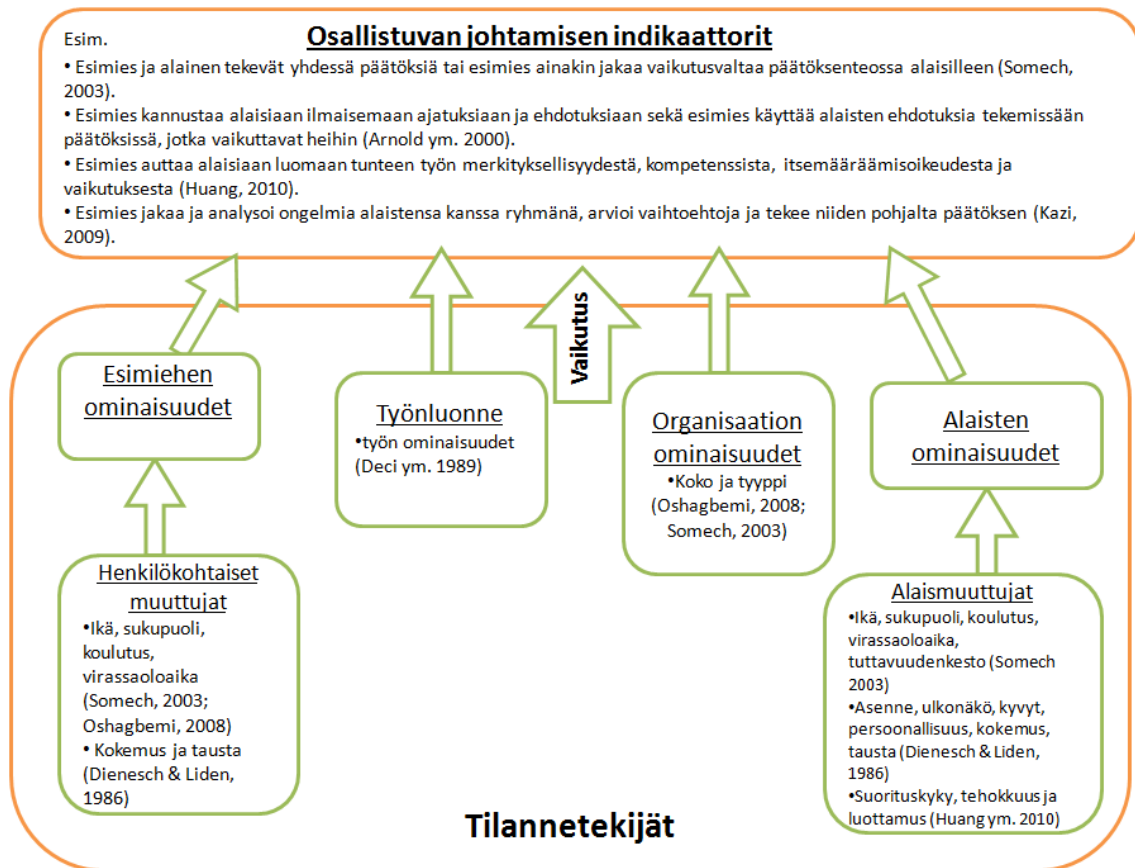 Esim.
Osallistuvan johtamisen indikaattorit
• Esimies ja alainen tekevät yhdessä päätöksiä tai esimies ainakin jakaa vaikutusvaltaa päätöksenteossa alaisilleen (Somech,
2003).
• Esimies kannustaa alaisiaan ilmaisemaan ajatuksiaan ja ehdotuksiaan sekä esimies käyttää alaisten ehdotuksia tekemissään
päätöksissä, jotka vaikuttavat heihin (Arnold ym. 2000).
• Esimies auttaa alaisiaan luomaan tunteen työn merkityksellisyydestä, kompetenssista, itsemääräämisoikeudesta ja
vaikutuksesta (Huang, 2010).
• Esimies jakaa ja analysoi ongelmia alaistensa kanssa ryhmänä, arvioi vaihtoehtoja ja tekee niiden pohjalta päätöksen (Kazi,
2009).
Vaikutus
Esimiehen
ominaisuudet
Työnluonne
•työn ominaisuudet
(Deci ym. 1989)
Organisaation
ominaisuudet
•Koko ja tyyppi
(Oshagbemi, 2008;
Somech, 2003)
Alaisten
ominaisuudet
Henkilökohtaiset
muuttujat
•Ikä, sukupuoli,
koulutus,
virassaoloaika
(Somech, 2003;
Oshagbemi, 2008)
• Kokemus ja tausta
(Dienesch & Liden,
1986)
Alaismuuttujat
•Ikä, sukupuoli, koulutus,
virassaoloaika,
tuttavuudenkesto (Somech
2003)
•Asenne, ulkonäkö, kyvyt,
persoonallisuus, kokemus,
tausta (Dienesch & Liden,
1986)
•Suorituskyky, tehokkuus ja
luottamus (Huang ym. 2010)
Tilannetekijät